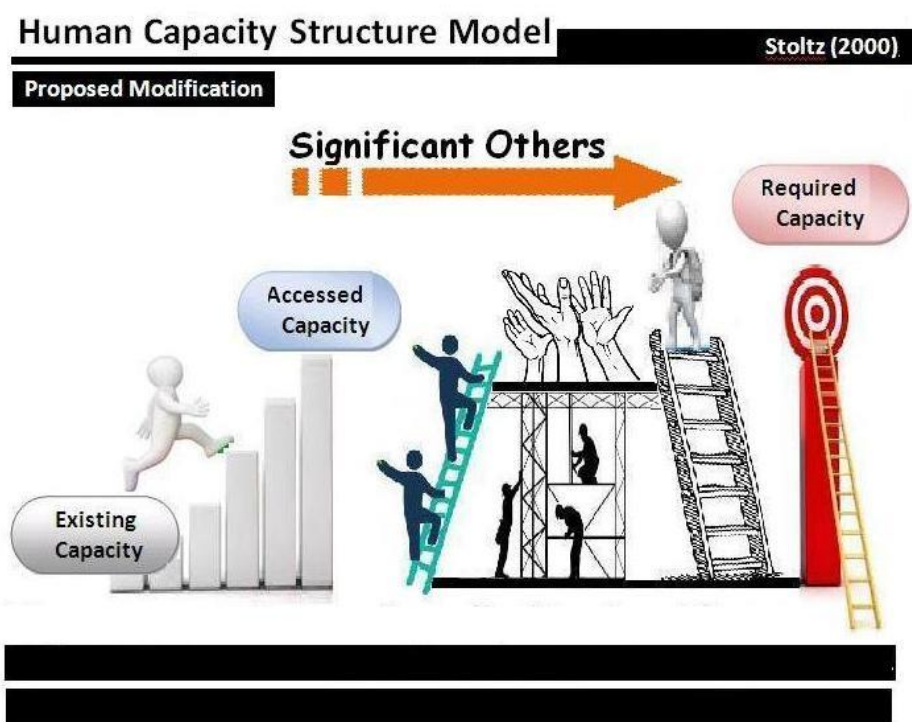 Human Capacity Structure Model
Stoltz (2000)
Proposed Modification
Significant Others
Required
Capacity
Accessed
Capacity
Existing
Capacity